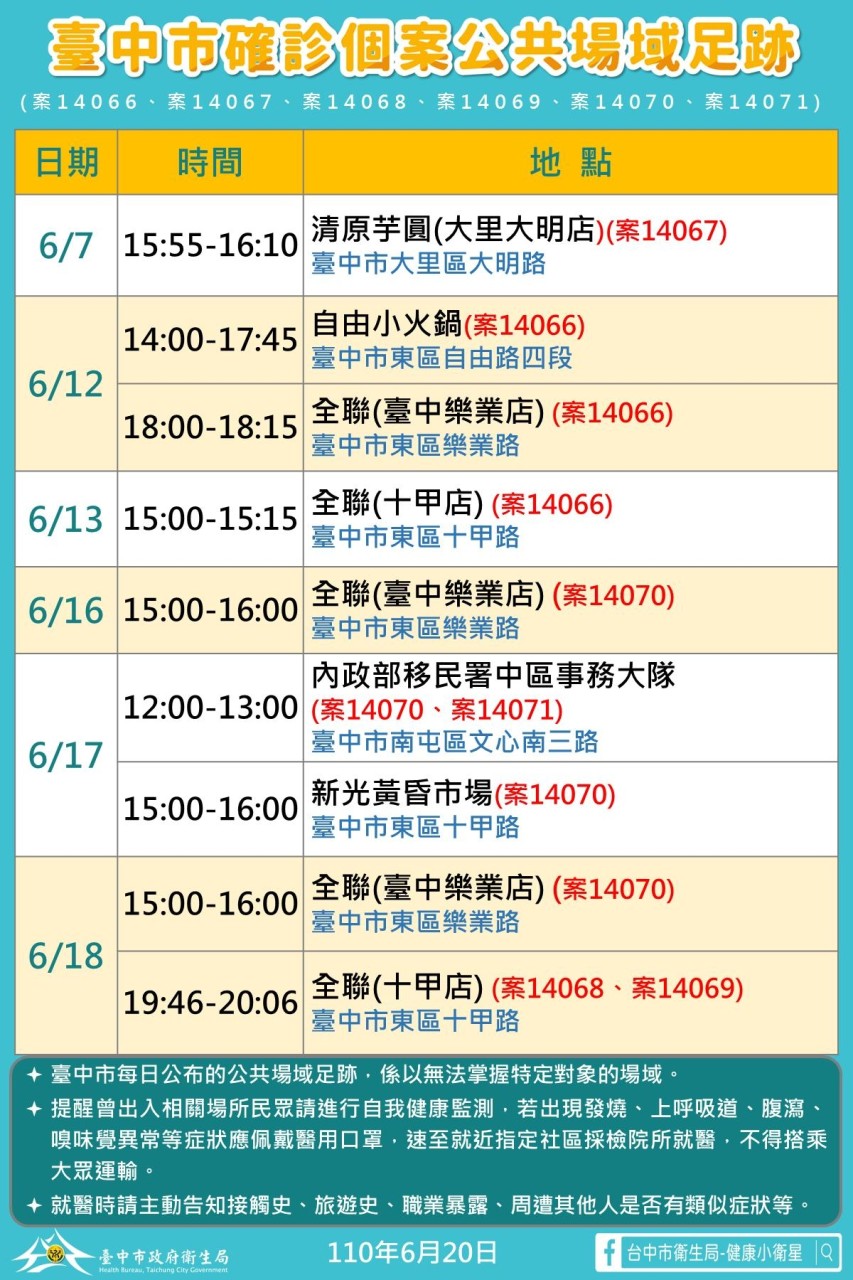 臺中市確診個案公共場域足跡
(案14066、案14067、案14068、案14069、案14070、案14071)
日期 時間 地點
6/7 15:55-16:10 清原芋圓(大里大明店)(案14067)
臺中市大里區大明路
6/12 14:00-17:45 自由小火鍋(案14066)
臺中市東區自由路四段
18:00-18:15 全聯(臺中樂業店) (案14066)
臺中市東區樂業路
6/13 15:00-15:15 全聯(十甲店) (案14066)
臺中市東區十甲路
6/16 15:00-16:00 全聯(臺中樂業店) (案14070)
臺中市東區樂業路
6/17 12:00-13:00 內政部移民署中區事務大隊
(案14070、案14071)
臺中市南屯區文心南三路
15:00-16:00 新光黃昏市場(案14070)
臺中市東區十甲路
6/18 15:00-16:00 全聯(臺中樂業店) (案14070)
臺中市東區樂業路
19:46-20:06 全聯(十甲店) (案14068、案14069)
臺中市東區十甲路
臺中市每日公布的公共場域足跡，係以無法掌握特定對象的場域。
提醒曾出入相關場所民眾請進行自我健康監測，若出現發燒、上呼吸道、腹瀉、
嗅味覺異常等症狀應佩戴醫用口罩，速至就近指定社區採檢院所就醫，不得搭乘
大眾運輸。
就醫時請主動告知接觸史、旅遊史、職業暴露、周遭其他人是否有類似症狀等。
臺中市政府衛生局
Health Bureau, Taichung City Government
110年6月20日
台中市衛生局-健康小衛星